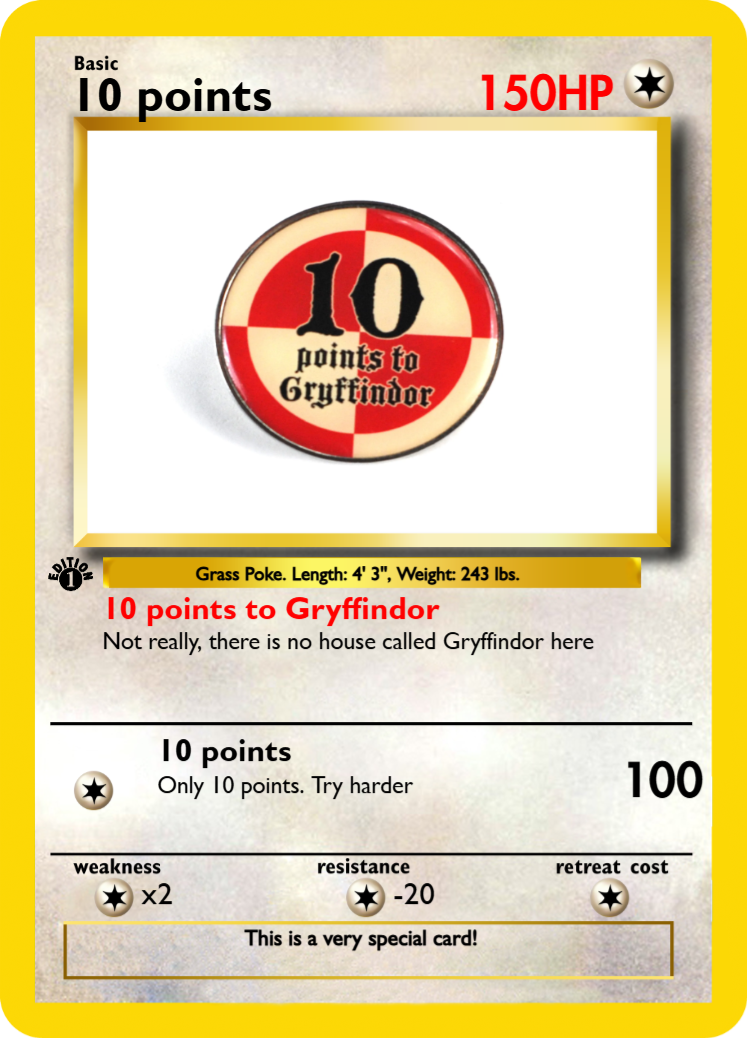 Basic
10 points 150HP
10
points to
Gryffindor
EDITION
1
Grass Poke. Length: 4' 3", Weight: 243 lbs.
10 points to Gryffindor
Not really, there is no house called Gryffindor here
10 points
Only 10 points. Try harder
100
weakness resistance retreat cost
x2 -20
This is a very special card!